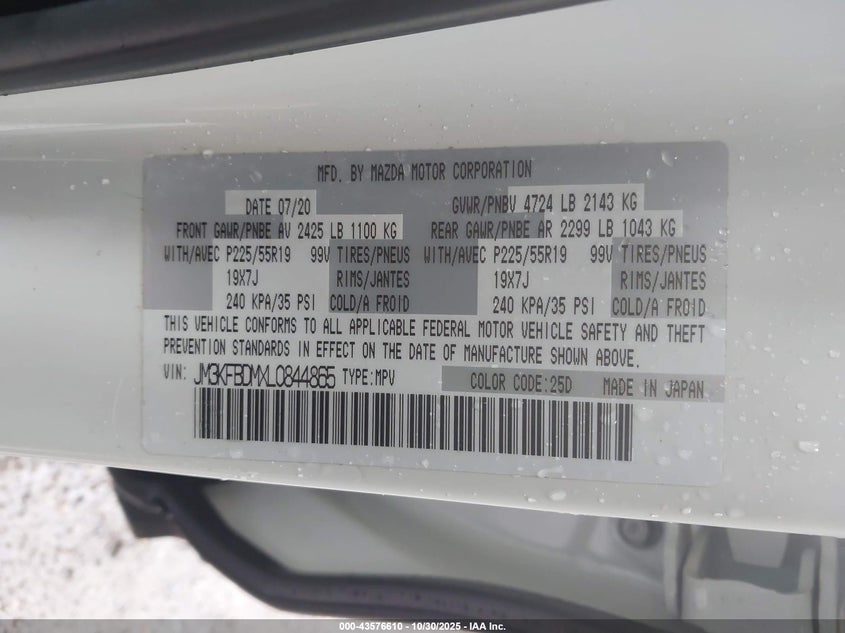 MFD. BY MAZDA MOTOR CORPORATION
DATE 07/20 GVWR/PNBV 4724 LB 2143 KG
FRONT GAWR/PNBE AV 2425 LB 1100 KG REAR GAWR/PNBE AR 2299 LB 1043 KG
WITH/AVEC P225/55R19 99V TIRES/PNEUS WITH/AVEC P225/55R19 99V TIRES/PNEUS
19X7J RIMS/JANTES 19X7J RIMS/JANTES
240 KPA/35 PSI COLD/A FROID 240 KPA/35 PSI COLD/A FROID
THIS VEHICLE CONFORMS TO ALL APPLICABLE FEDERAL MOTOR VEHICLE SAFETY AND THEFT
PREVENTION STANDARDS IN EFFECT ON THE DATE OF MANUFACTURE SHOWN ABOVE.
VIN: JM3KFBDMXL0844865 TYPE:MPV COLOR CODE:25D MADE IN JAPAN
000-43576610 | 10/30/2025 | IAA, Inc.